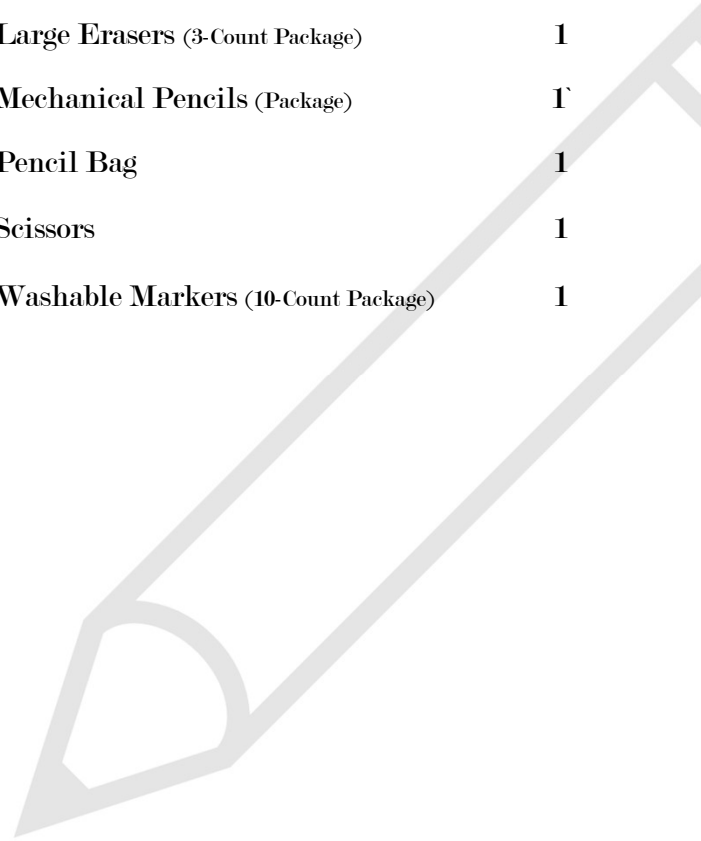 Large Erasers (3-Count Package) 1
Mechanical Pencils (Package) 1`
Pencil Bag 1
Scissors 1
Washable Markers (10-Count Package) 1